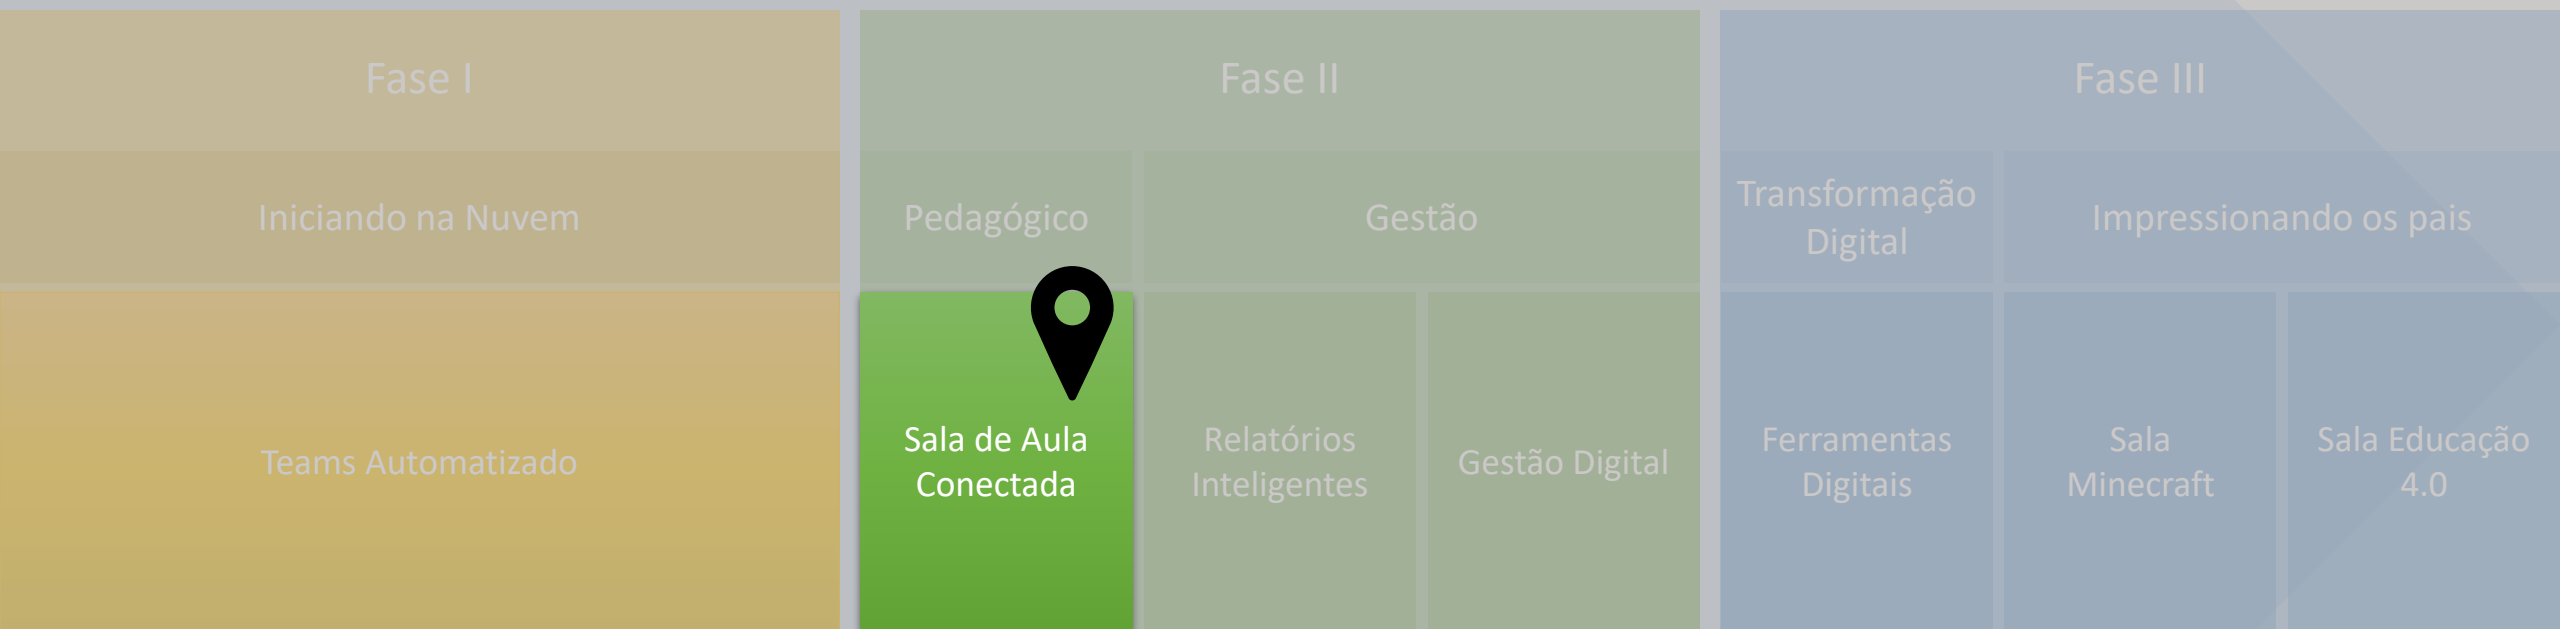 Fase I
Fase II
Fase III
Iniciando na Nuvem
Pedagógico
Gestão
Transformação
Digital
Impressionando os pais
Teams Automatizado
Sala de Aula
Conectada
Relatórios
Inteligentes
Gestão Digital
Ferramentas
Digitais
Sala
Minecraft
Sala Educação
4.0